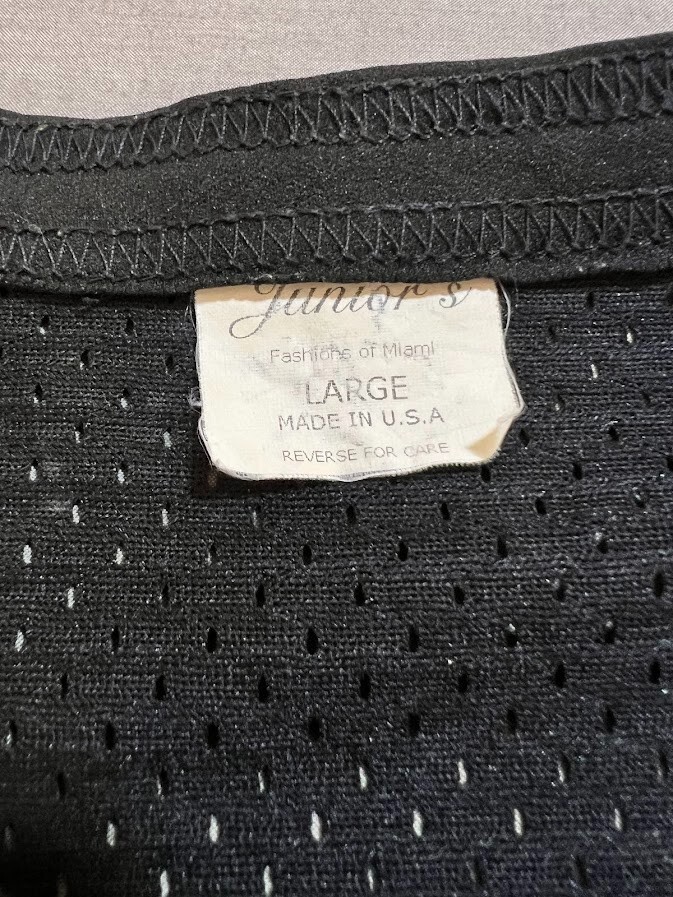 Junior's
Fashions of Miami
LARGE
MADE IN U.S.A
REVERSE FOR CARE